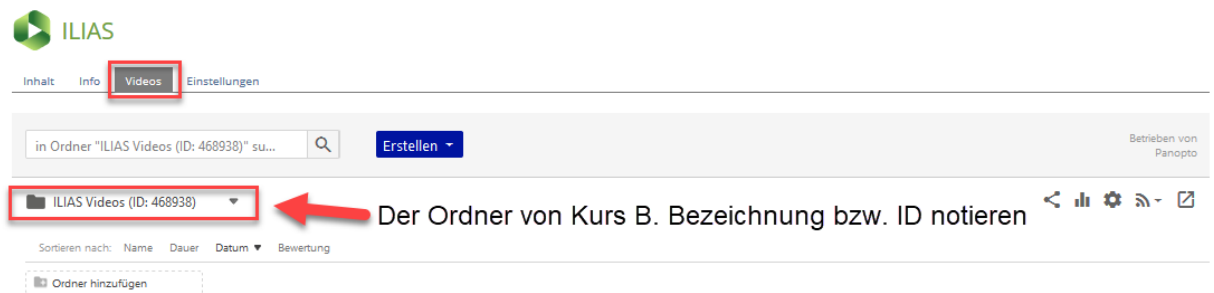 ILIAS
Inhalt Info Videos Einstellungen
in Ordner "ILIAS Videos (ID: 468938)" su... Erstellen Betrieben von
Panopto
ILIAS Videos (ID: 468938)
Der Ordner von Kurs B. Bezeichnung bzw. ID notieren
Sortieren nach: Name Dauer Datum ▼ Bewertung
Ordner hinzufügen